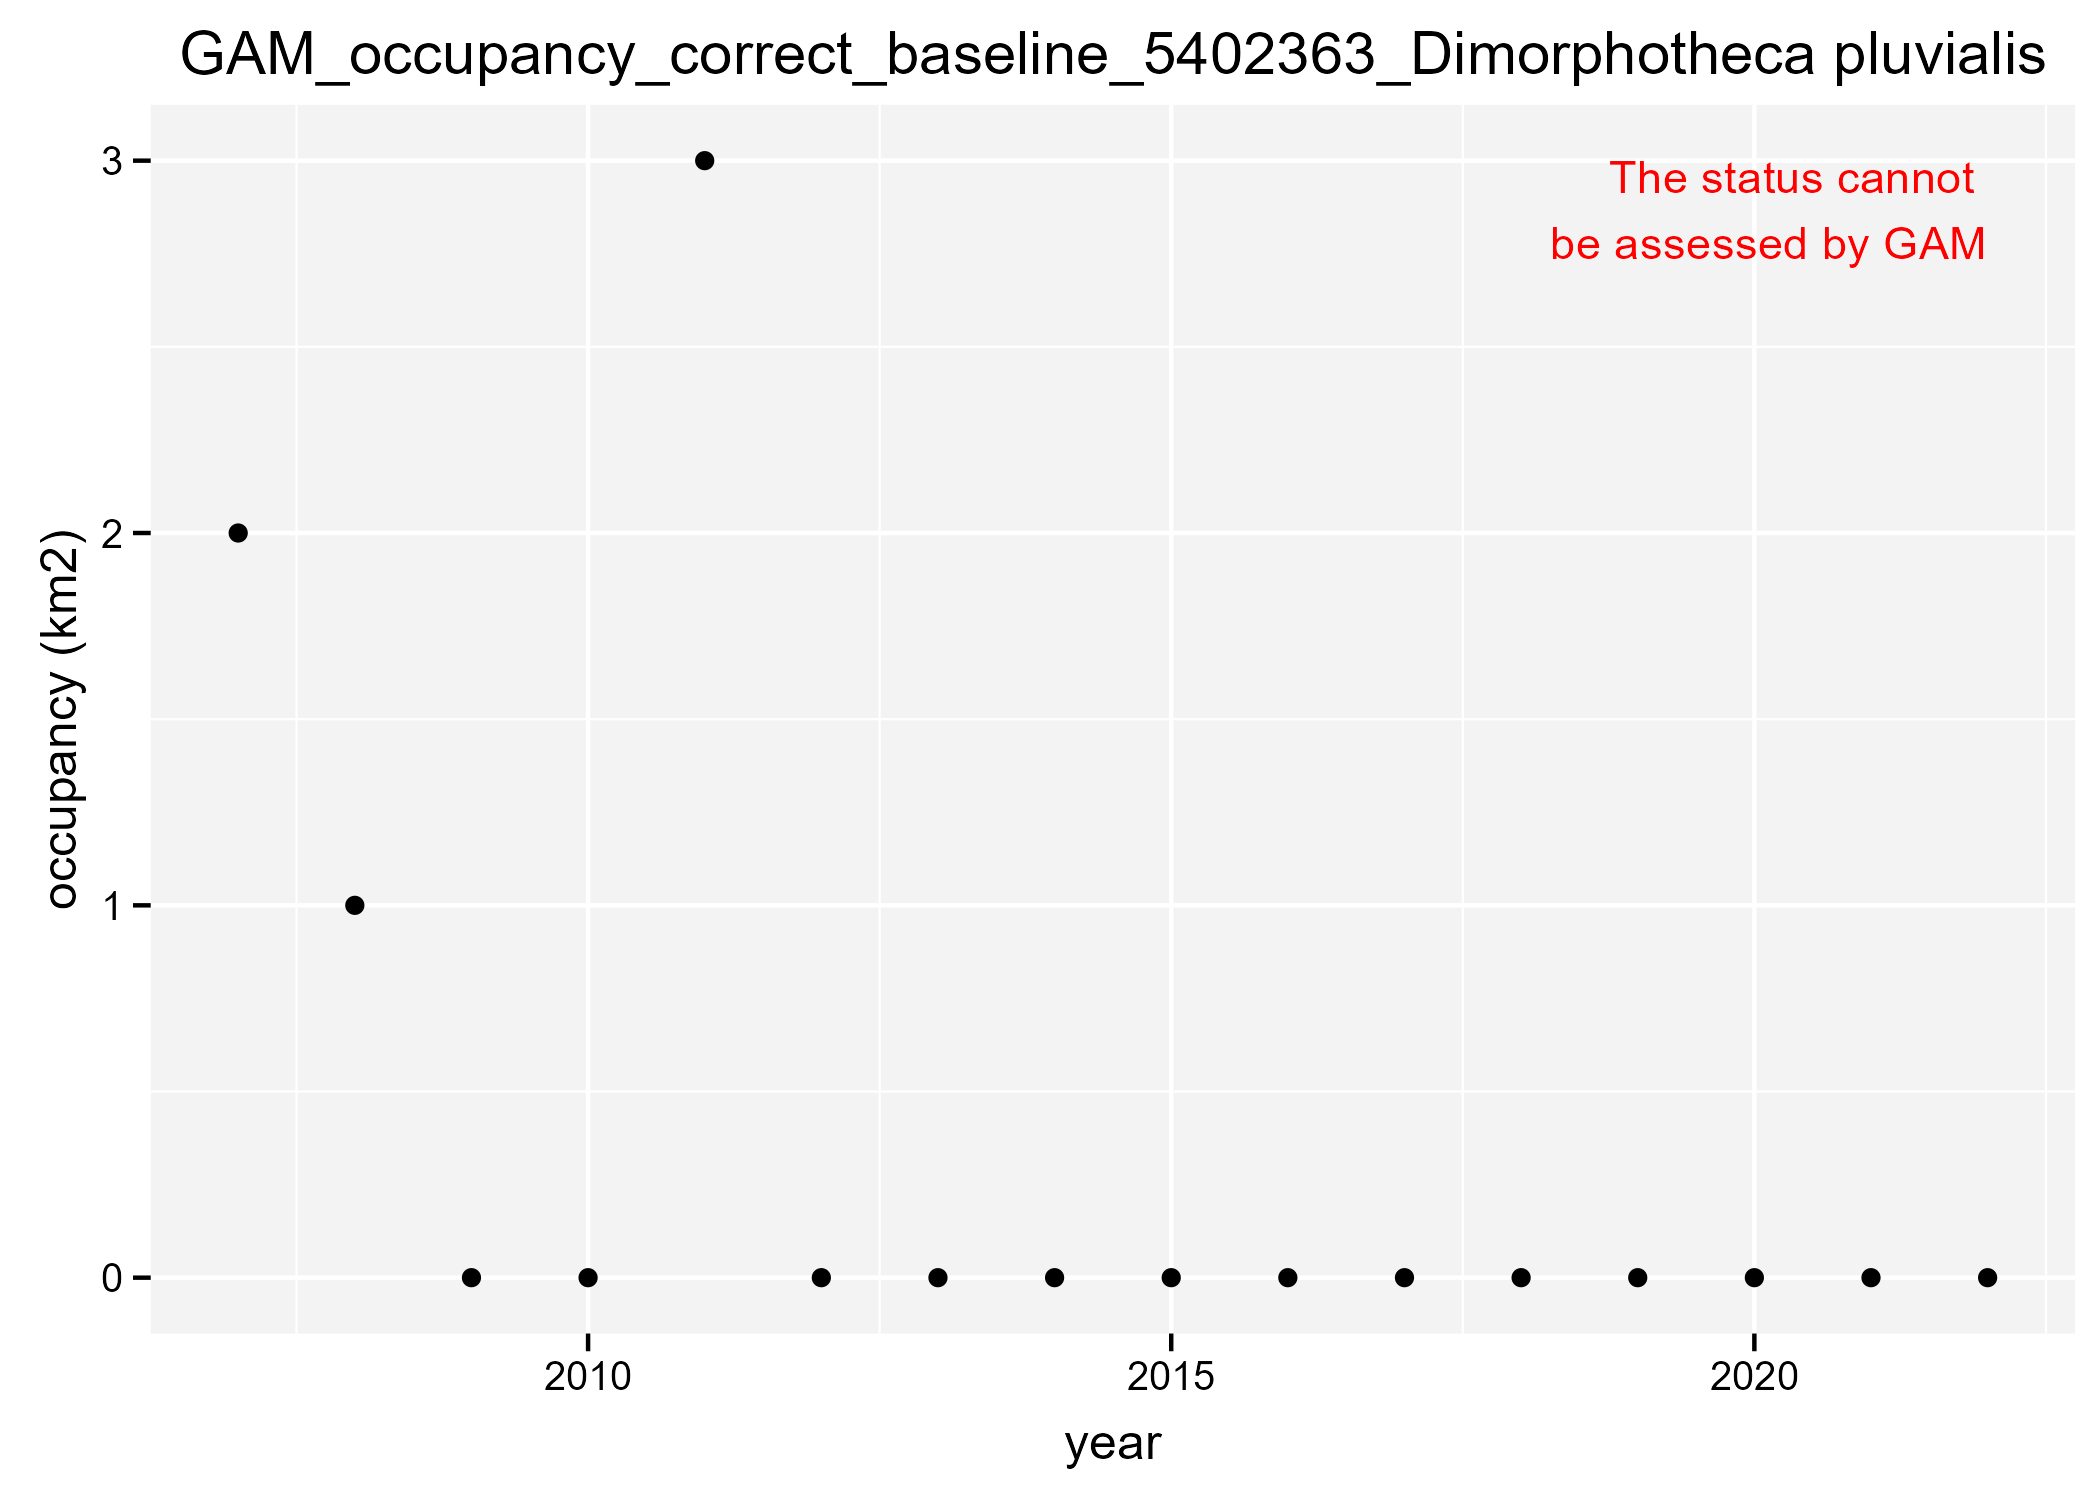 GAM_occupancy_correct_baseline_5402363_Dimorphotheca pluvialis
The status cannot
be assessed by GAM
occupancy (km2)
3
2
1
0
2010
2015
2020
year